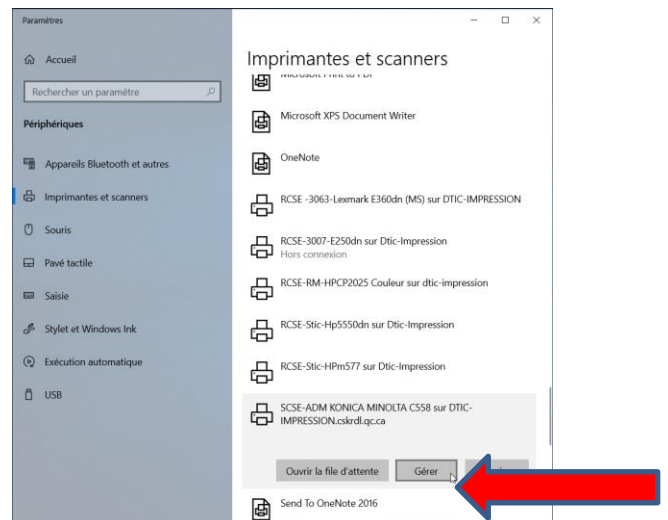 Paramètres
Accueil
Rechercher un paramètre
Périphériques
Appareils Bluetooth et autres
Imprimantes et scanners
Souris
Pavé tactile
Saisie
Stylet et Windows Ink
Exécution automatique
USB
Imprimantes et scanners
Microsoft Print to PDF
Microsoft XPS Document Writer
OneNote
RCSE -3063-Lexmark E360dn (MS) sur DTIC-IMPRESSION
RCSE-3007-E250dn sur Dtic-Impression
Hors connexion
RCSE-RM-HPCP2025 Couleur sur dtic-impression
RCSE-Stic-Hp5550dn sur Dtic-Impression
RCSE-Stic-HPm577 sur Dtic-Impression
SCSE-ADM KONICA MINOLTA C558 sur DTIC-
IMPRESSION.cskrdl.qc.ca
Ouvrir la file d'attente
Gérer
Send To OneNote 2016